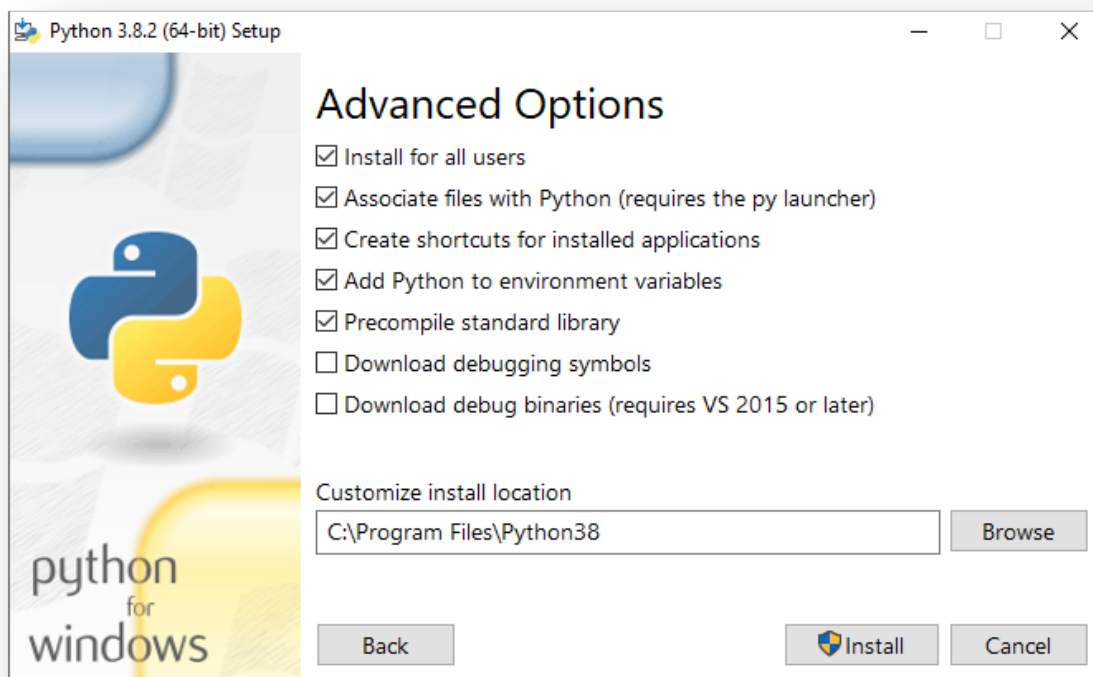 Python 3.8.2 (64-bit) Setup
Advanced Options
Install for all users
Associate files with Python (requires the py launcher)
Create shortcuts for installed applications
Add Python to environment variables
Precompile standard library
Download debugging symbols
Download debug binaries (requires VS 2015 or later)
Customize install location
C:\Program Files\Python38
Browse
python
for
windows
Back
Install
Cancel